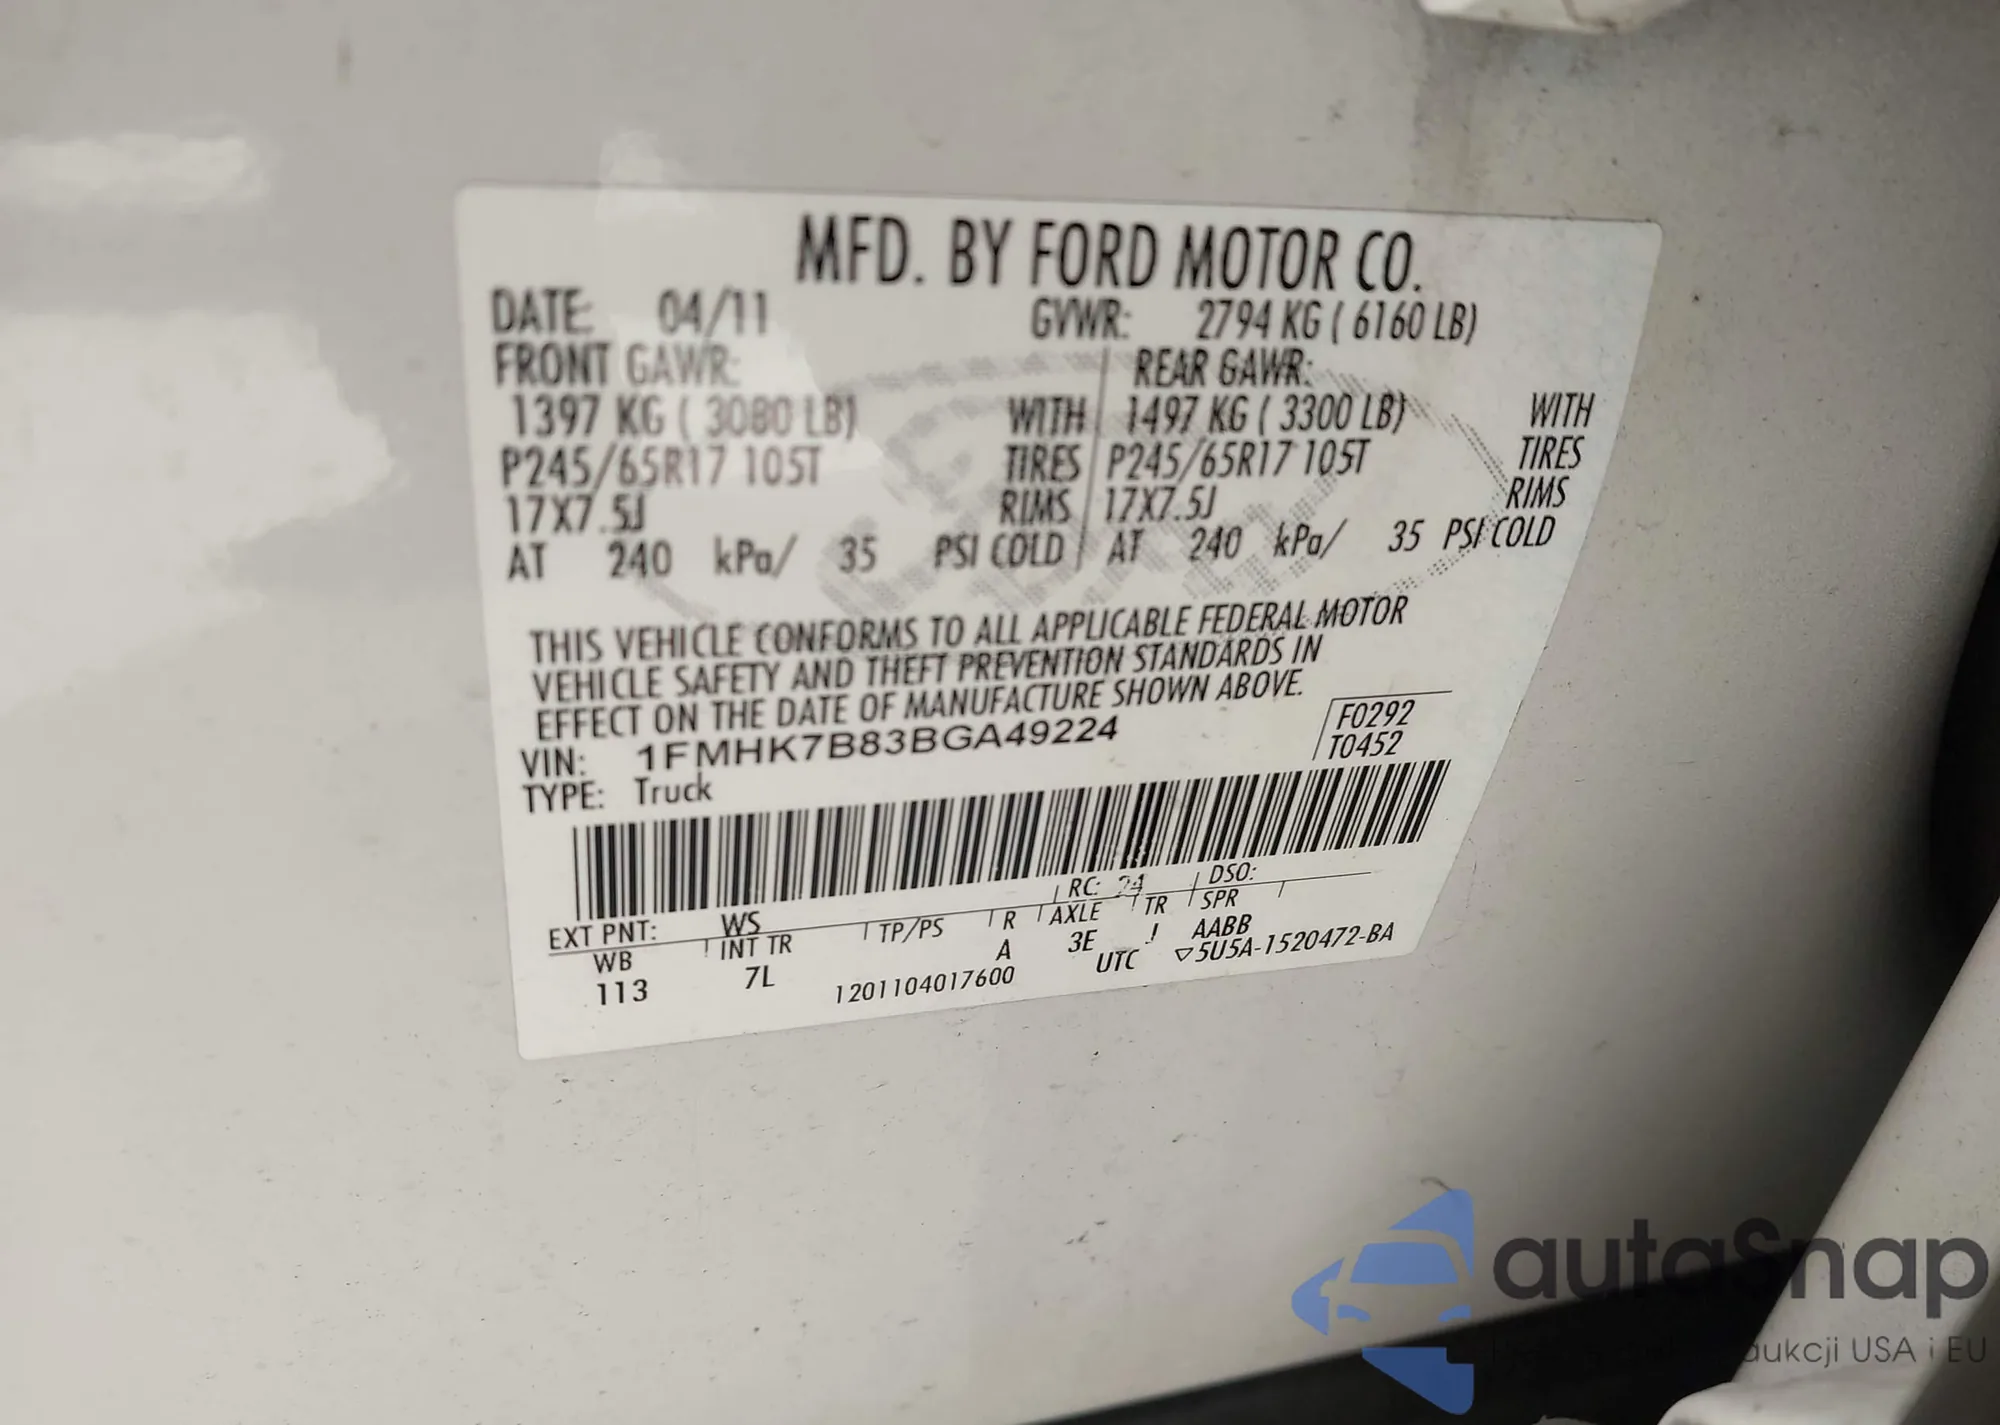 MFD. BY FORD MOTOR CO.
DATE: 04/11 GVWR: 2794 KG ( 6160 LB)
FRONT GAWR: REAR GAWR:
1397 KG ( 3080 LB) WITH 1497 KG ( 3300 LB) WITH
P245/65R17 105T TIRES P245/65R17 105T TIRES
17X7.5J RIMS 17X7.5J RIMS
AT 240 kPa/ 35 PSI COLD AT 240 kPa/ 35 PSI COLD
THIS VEHICLE CONFORMS TO ALL APPLICABLE FEDERAL MOTOR
VEHICLE SAFETY AND THEFT PREVENTION STANDARDS IN
EFFECT ON THE DATE OF MANUFACTURE SHOWN ABOVE.
VIN: 1FMHK7B83BGA49224 F0292
TYPE: Truck T0452
EXT PNT: WS RC: 24 DSO:
WB INT TR TP/PS R AXLE TR SPR
113 7L A 3E ! AABB
1201104017600 UTC ▽5U5A-1520472-BA
autaSnap
aukcji USA i EU